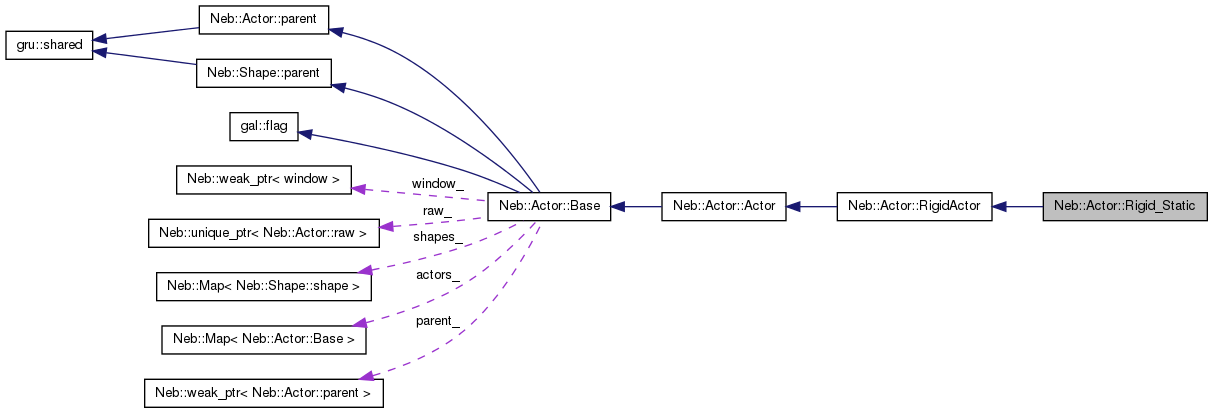 Neb::Actor::parent
gru::shared
Neb::Shape::parent
gal::flag
Neb::weak_ptr< window >
window_
Neb::Actor::Base
Neb::Actor::Actor
Neb::Actor::RigidActor
Neb::Actor::Rigid_Static
raw_
Neb::unique_ptr< Neb::Actor::raw >
shapes_
Neb::Map< Neb::Shape::shape >
actors_
Neb::Map< Neb::Actor::Base >
parent_
Neb::weak_ptr< Neb::Actor::parent >